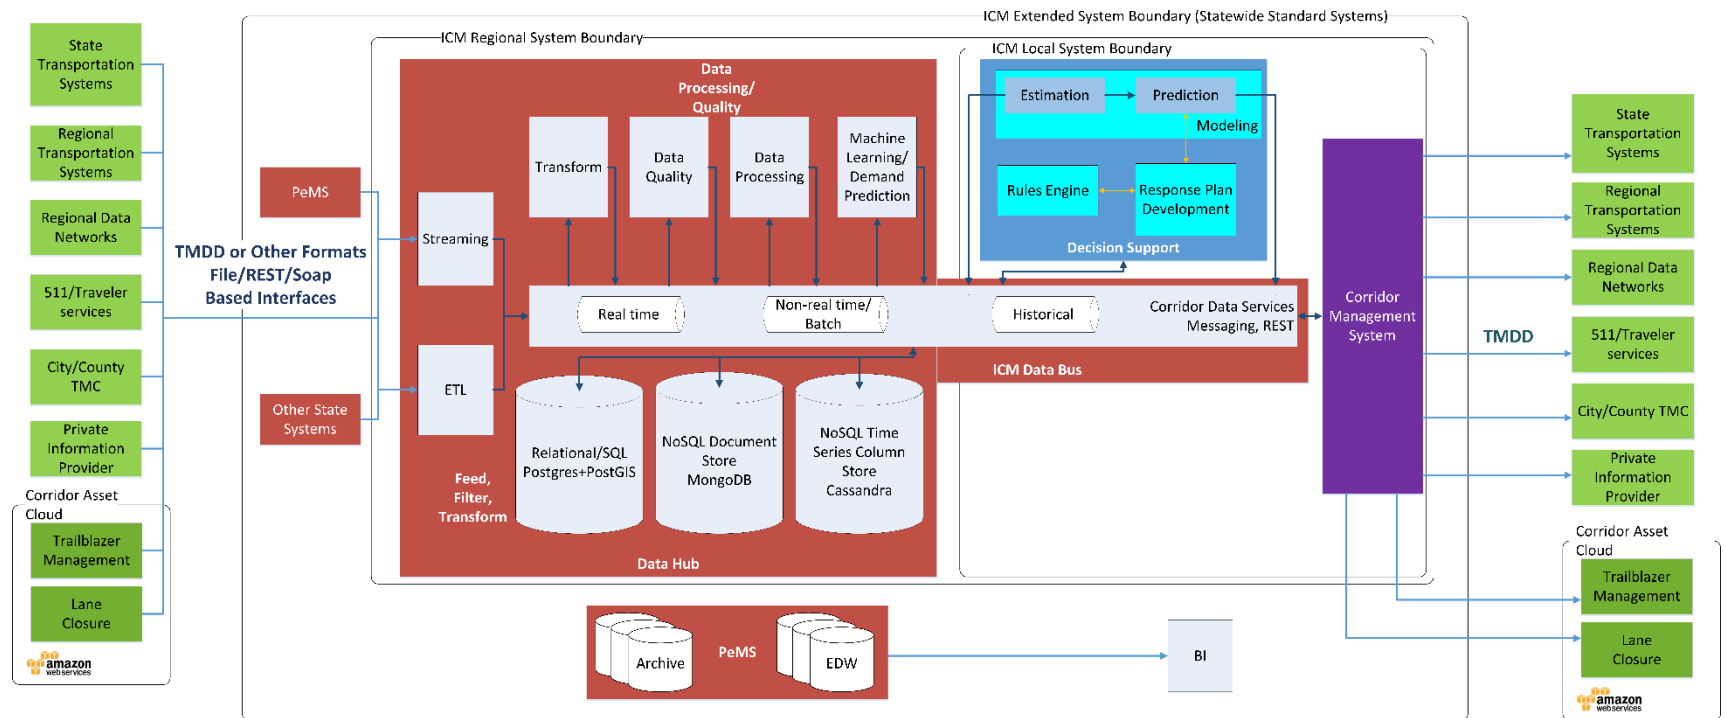 ICM Extended System Boundary (Statewide Standard Systems)
ICM Regional System Boundary
ICM Local System Boundary
State
Transportation
Systems
Regional
Transportation
Systems
Regional Data
Networks
511/Traveler
services
City/County
TMC
Private
Information
Provider
Corridor Asset
Cloud
Trailblazer
Management
Lane
Closure
amazon
web services
TMDD or Other Formats
File/REST/Soap
Based Interfaces
PeMS
Other State
Systems
Streaming
ETL
Feed,
Filter,
Transform
Data
Processing/
Quality
Transform
Data
Quality
Data
Processing
Machine
Learning/
Demand
Prediction
Real time
Non-real time/
Batch
Historical
Corridor Data Services
Messaging, REST
ICM Data Bus
Relational/SQL
Postgres+PostGIS
NoSQL Document
Store
MongoDB
NoSQL Time
Series Column
Store
Cassandra
Data Hub
Estimation
Prediction
Modeling
Rules Engine
Response Plan
Development
Decision Support
Corridor
Management
System
TMDD
Archive
PeMS
EDW
BI
State
Transportation
Systems
Regional
Transportation
Systems
Regional Data
Networks
511/Traveler
services
City/County TMC
Private
Information
Provider
Corridor Asset
Cloud
Trailblazer
Management
Lane
Closure
amazon
web services